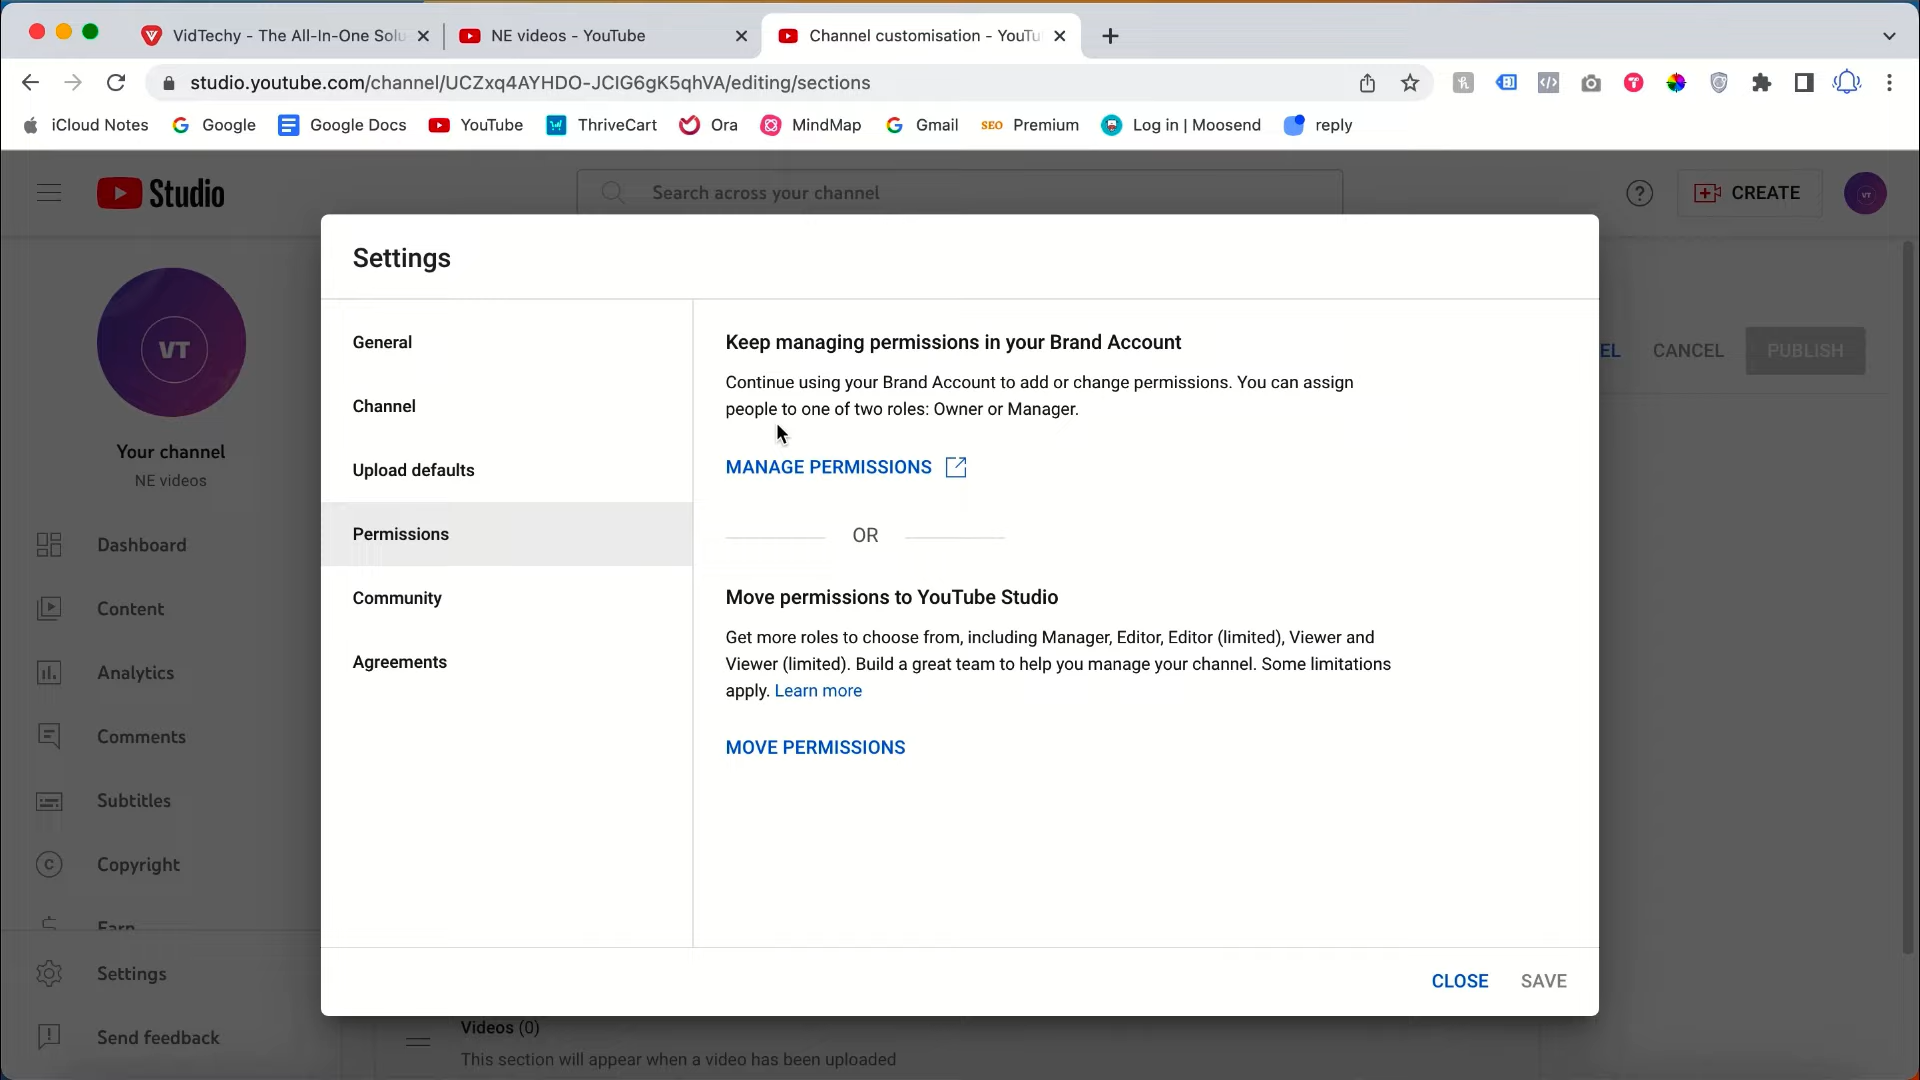 VidTechy - The All-In-One Solu
NE videos - YouTube
Channel customisation - YouTu
studio.youtube.com/channel/UCZxq4AYHDO-JCIG6gK5qhVA/editing/sections
iCloud Notes
Google
Google Docs
YouTube
ThriveCart
Ora
MindMap
Gmail
SEO Premium
Log in | Moosend
reply
Studio
Search across your channel
CREATE
VT
Settings
VT
Your channel
NE videos
Dashboard
Content
Analytics
Comments
Subtitles
Copyright
Earn
Settings
Send feedback
General
Channel
Upload defaults
Permissions
Community
Agreements
Keep managing permissions in your Brand Account
Continue using your Brand Account to add or change permissions. You can assign
people to one of two roles: Owner or Manager.
MANAGE PERMISSIONS
OR
Move permissions to YouTube Studio
Get more roles to choose from, including Manager, Editor, Editor (limited), Viewer and
Viewer (limited). Build a great team to help you manage your channel. Some limitations
apply. Learn more
MOVE PERMISSIONS
EL
CANCEL
PUBLISH
CLOSE
SAVE
Videos (0)
This section will appear when a video has been uploaded